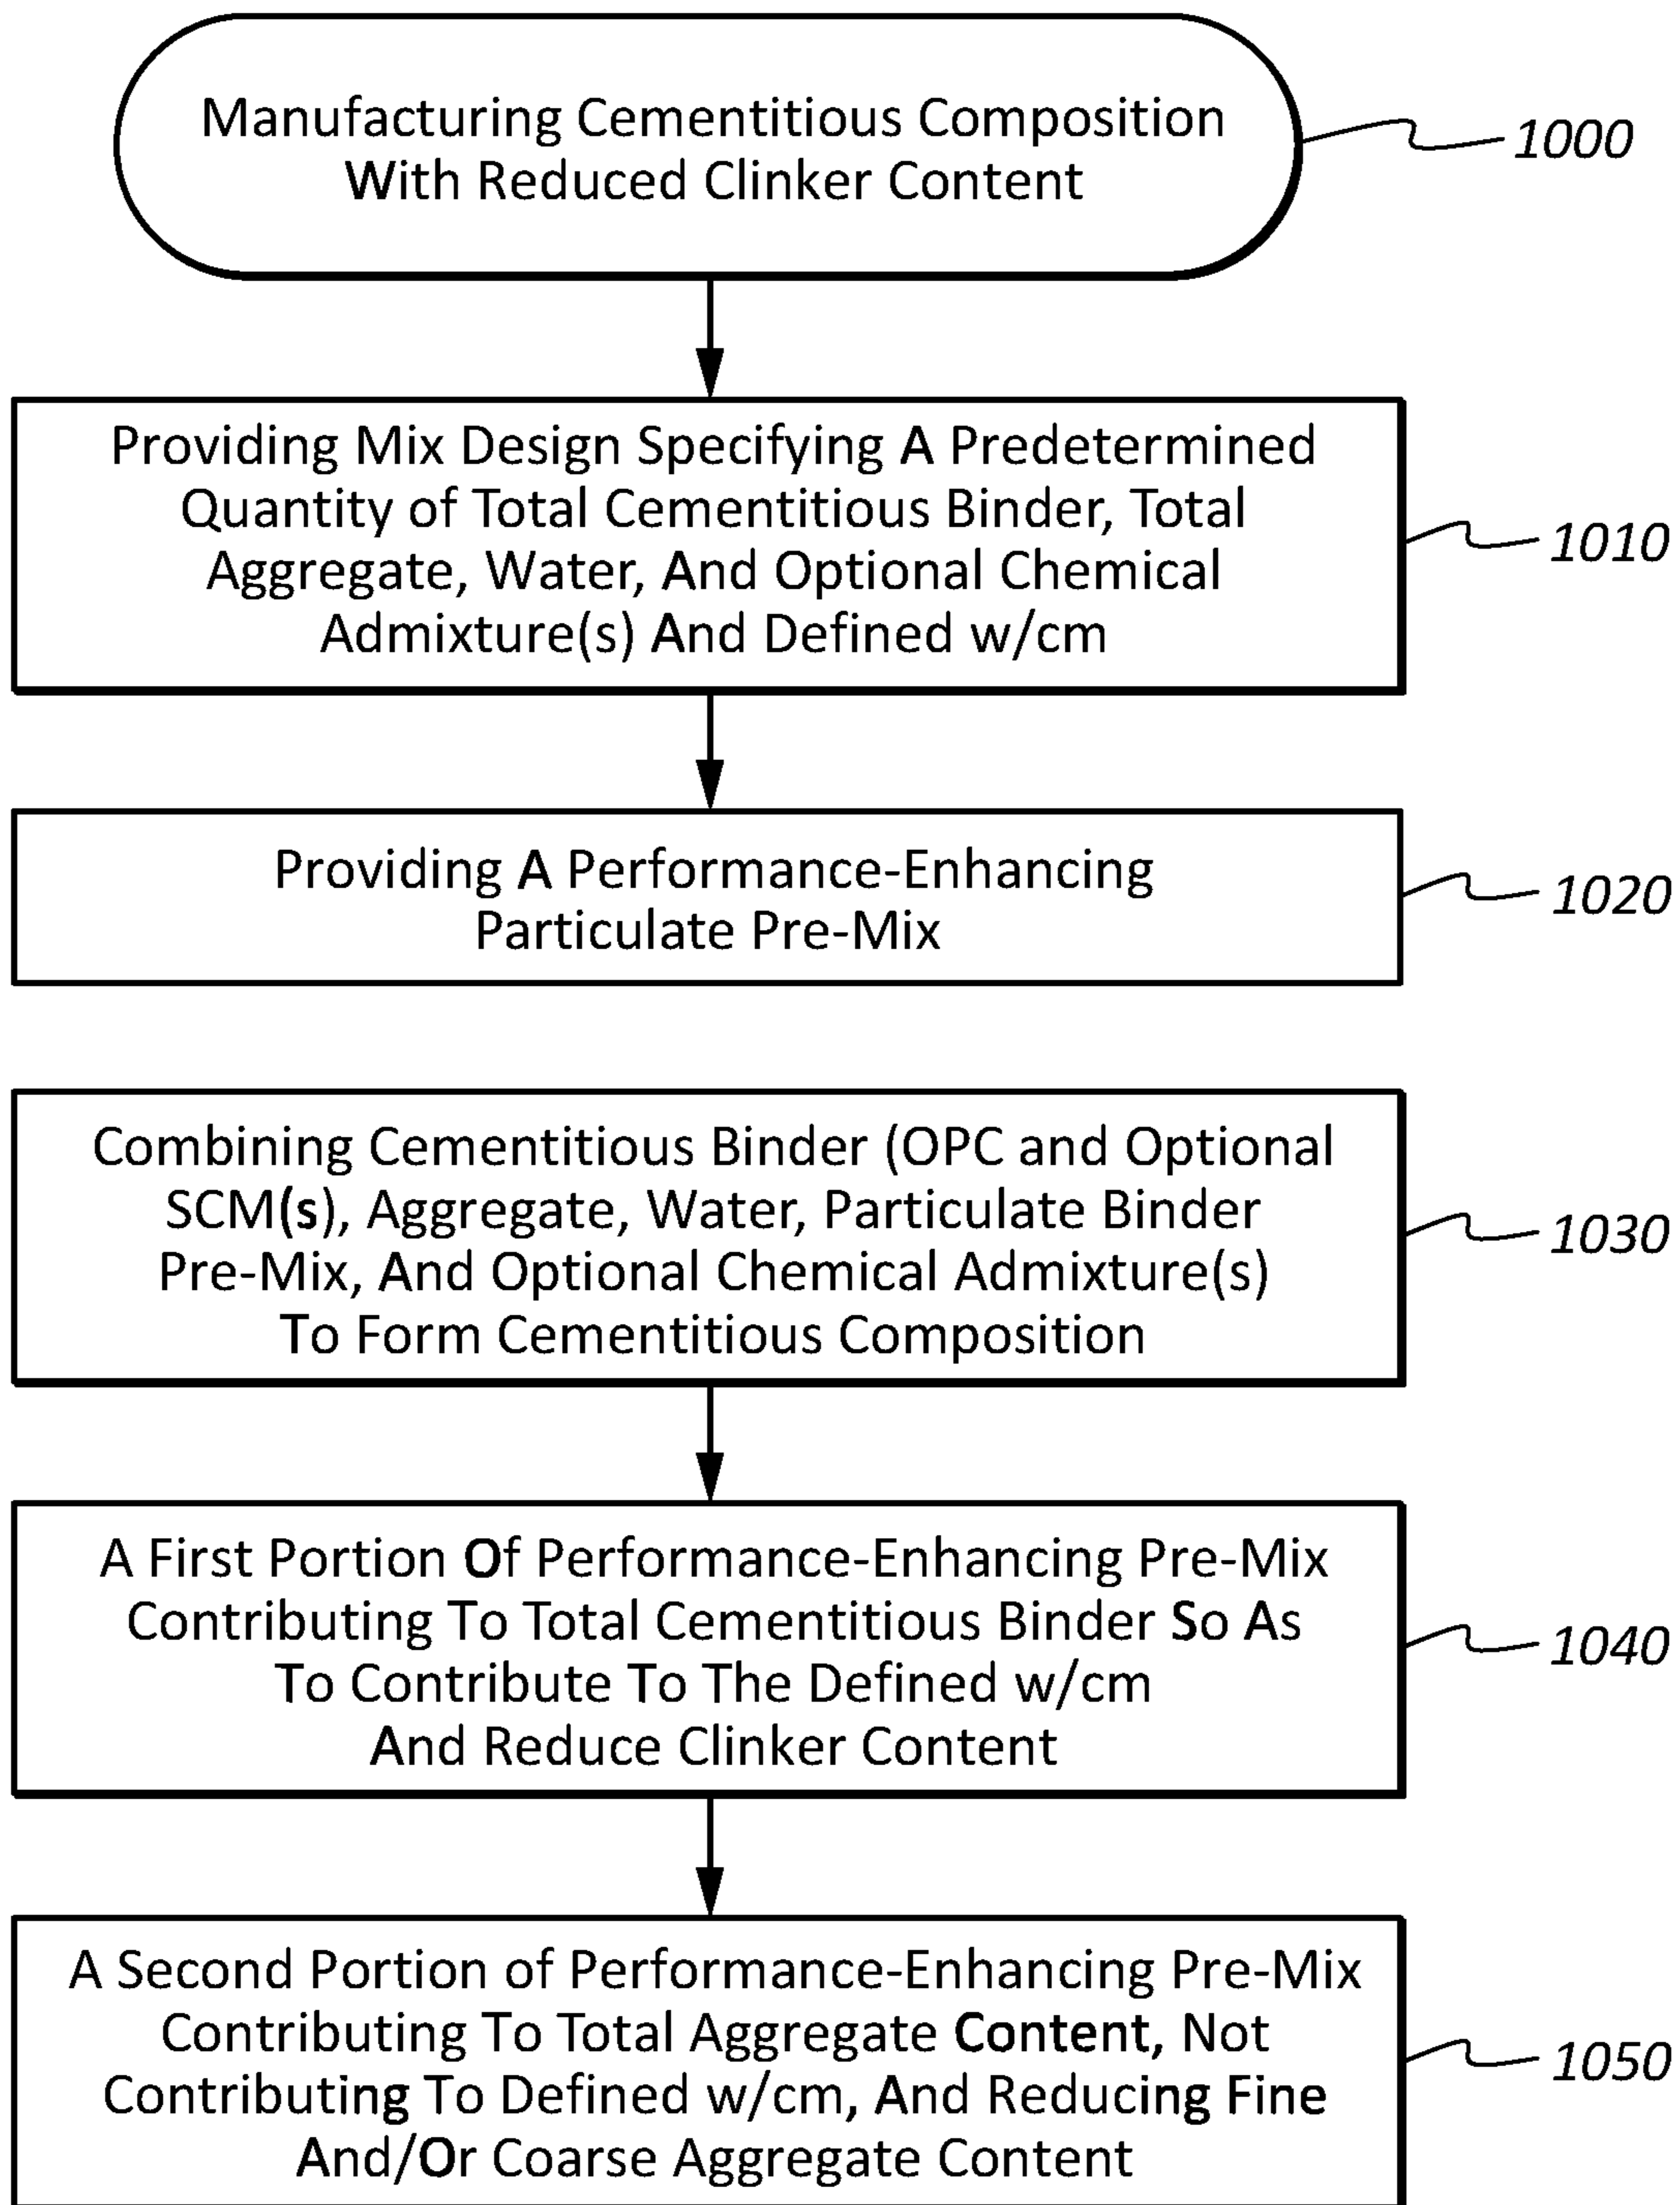 Manufacturing Cementitious Composition
With Reduced Clinker Content
1000
Providing Mix Design Specifying A Predetermined
Quantity of Total Cementitious Binder, Total
Aggregate, Water, And Optional Chemical
Admixture(s) And Defined w/cm
1010
Providing A Performance-Enhancing
Particulate Pre-Mix
1020
Combining Cementitious Binder (OPC and Optional
SCM(s), Aggregate, Water, Particulate Binder
Pre-Mix, And Optional Chemical Admixture(s)
To Form Cementitious Composition
1030
A First Portion Of Performance-Enhancing Pre-Mix
Contributing To Total Cementitious Binder So As
To Contribute To The Defined w/cm
And Reduce Clinker Content
1040
A Second Portion of Performance-Enhancing Pre-Mix
Contributing To Total Aggregate Content, Not
Contributing To Defined w/cm, And Reducing Fine
And/Or Coarse Aggregate Content
1050